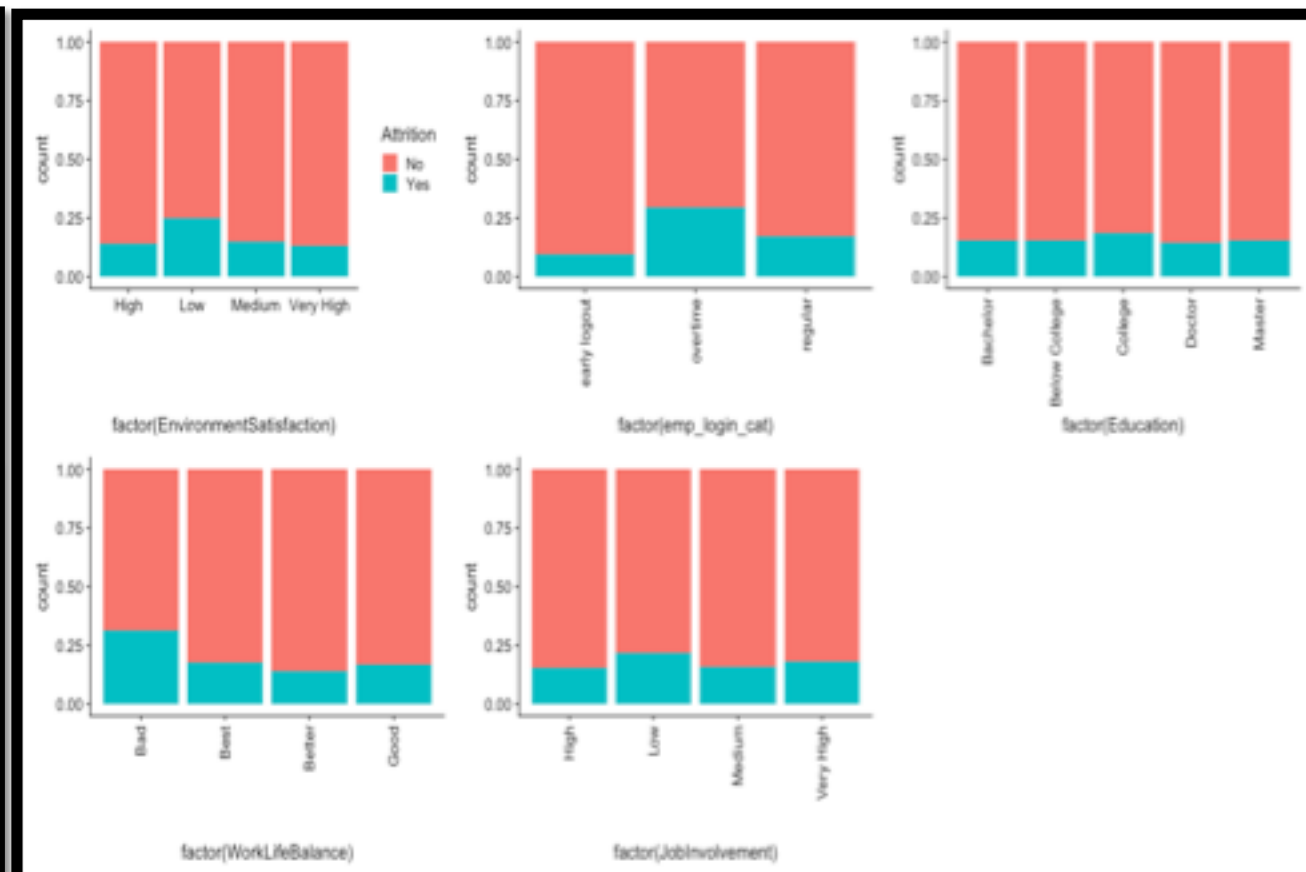 1.00
0.75
0.50
0.25
0.00
count
High Low Medium Very High
factor(EnvironmentSatisfaction)
Attrition
No
Yes
1.00
0.75
0.50
0.25
0.00
count
early logout
overtime
regular
factor(emp_login_cat)
1.00
0.75
0.50
0.25
0.00
count
Bachelor
Below College
College
Doctor
Master
factor(Education)
1.00
0.75
0.50
0.25
0.00
count
Bad
Best
Better
Good
factor(WorkLifeBalance)
1.00
0.75
0.50
0.25
0.00
count
High
Low
Medium
Very High
factor(JobInvolvement)